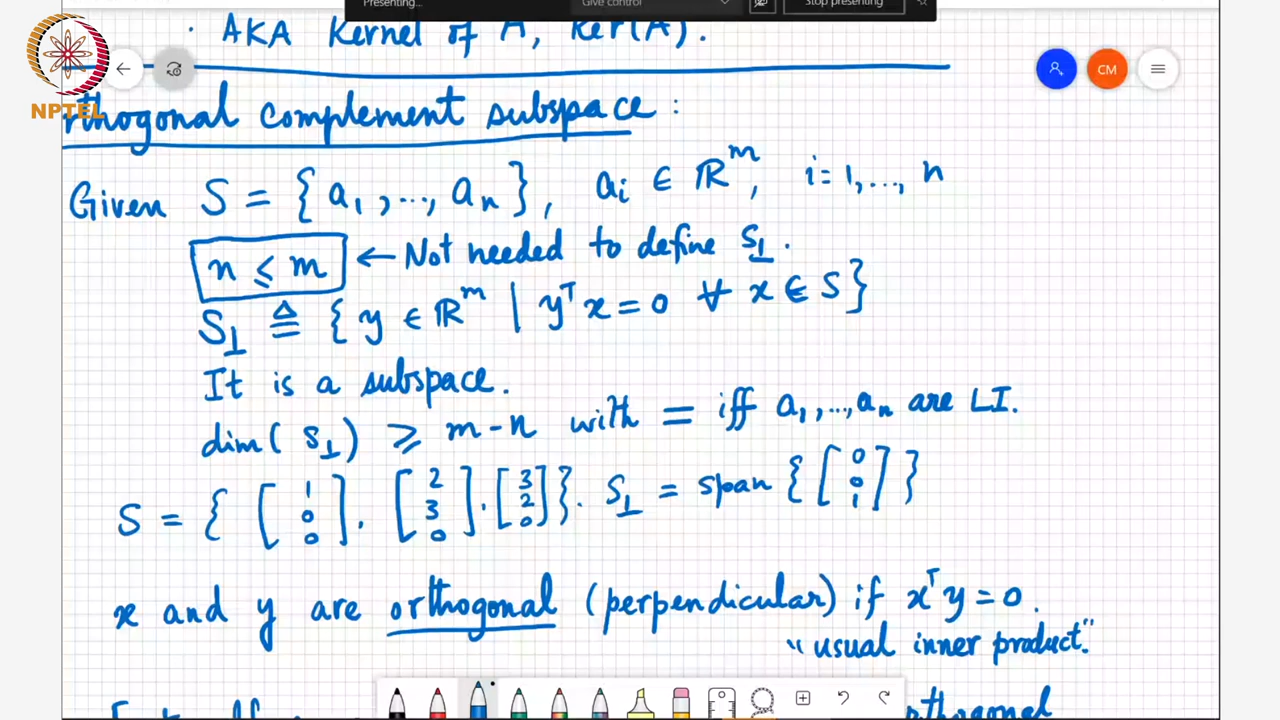 Presenting... Give control Stop presenting
· AKA Kernel of A, Ker(A).
NPTEL
CM
rthogonal complement subspace :
Given S = { a₁ ,..., aₙ }, aᵢ ∈ ℝᵐ, i = 1, ..., n
n ≤ m ← Not needed to define S⊥.
S⊥ ≜ { y ∈ ℝᵐ | yᵀx = 0 ∀ x ∈ S }
It is a subspace.
dim( S⊥ ) ≥ m - n with = iff a₁,...,aₙ are LI.
S = { [1 0 0], [2 3 0], [3 2 0] }. S⊥ = span { [0 0 1] }
x and y are orthogonal (perpendicular) if xᵀy = 0.
"usual inner product."
orthogonal